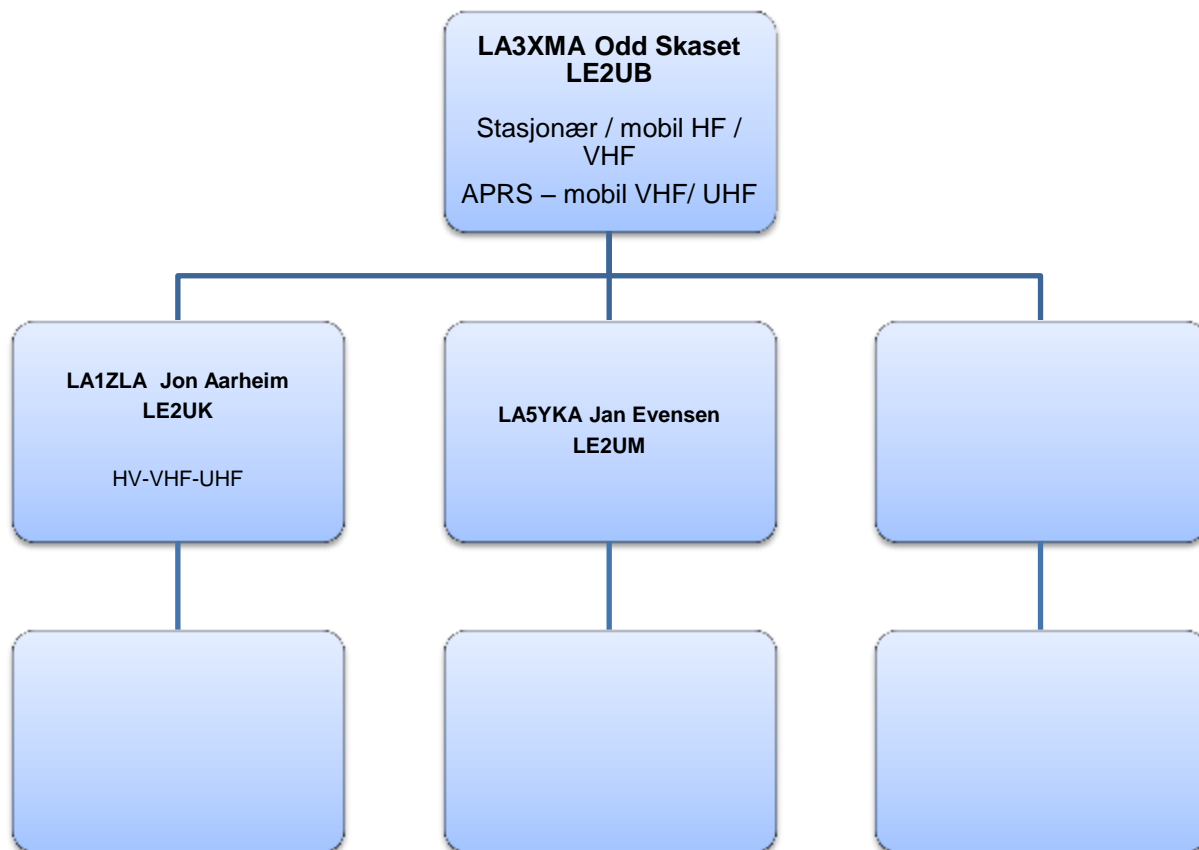 LA3XMA Odd Skaset
LE2UB
Stasjonær / mobil HF /
VHF
APRS – mobil VHF/ UHF
LA1ZLA Jon Aarheim
LE2UK
HV-VHF-UHF
LA5YKA Jan Evensen
LE2UM